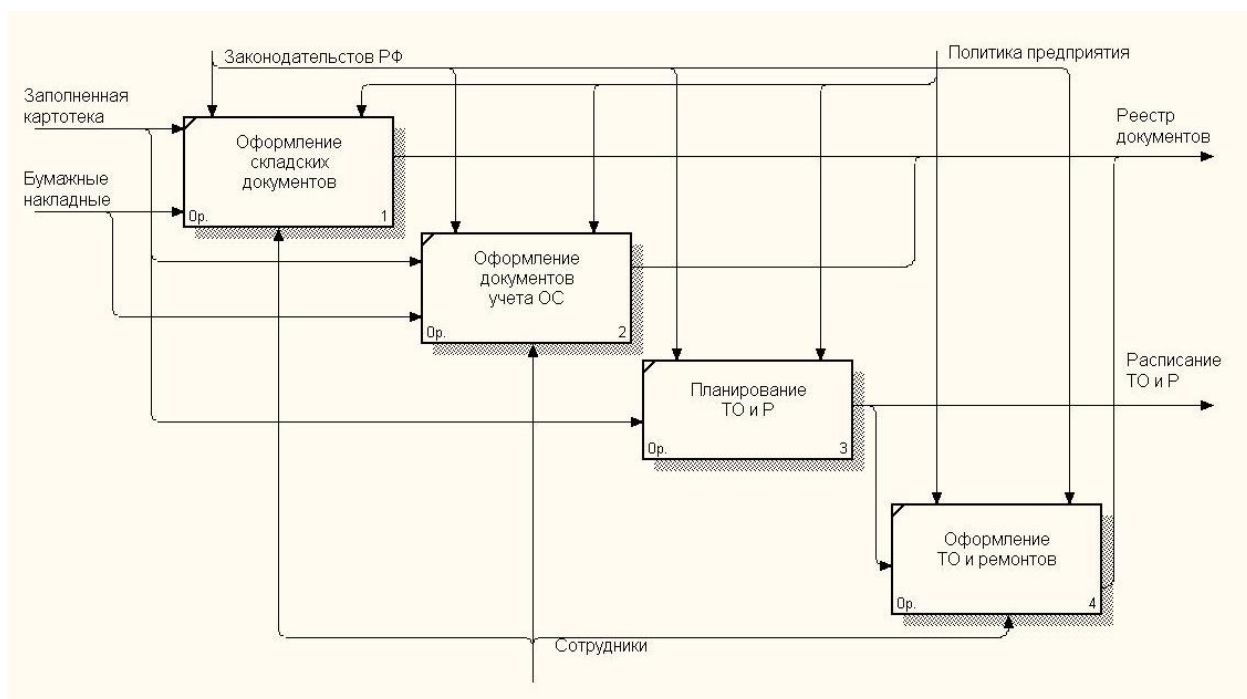 Законодательстов РФ
Политика предприятия
Заполненная
картотека
Реестр
документов
Оформление
складских
документов
0р.
1
Бумажные
накладные
Оформление
документов
учета ОС
0р.
2
Расписание
ТО и Р
Планирование
ТО и Р
0р.
3
Оформление
ТО и ремонтов
0р.
4
Сотрудники